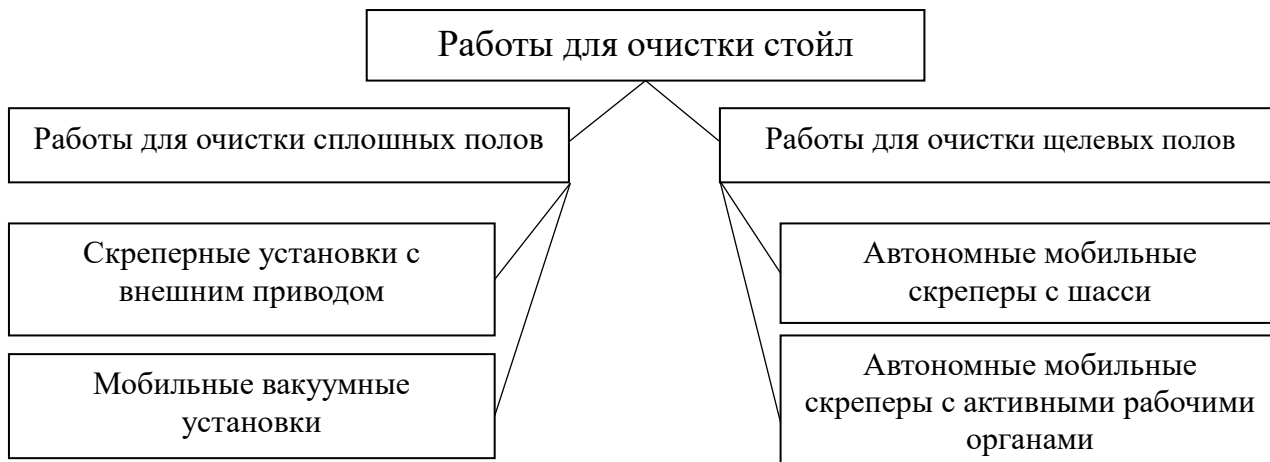 Работы для очистки стойл
Работы для очистки сплошных полов
Работы для очистки щелевых полов
Скреперные установки с
внешним приводом
Автономные мобильные
скреперы с шасси
Мобильные вакуумные
установки
Автономные мобильные
скреперы с активными рабочими
органами